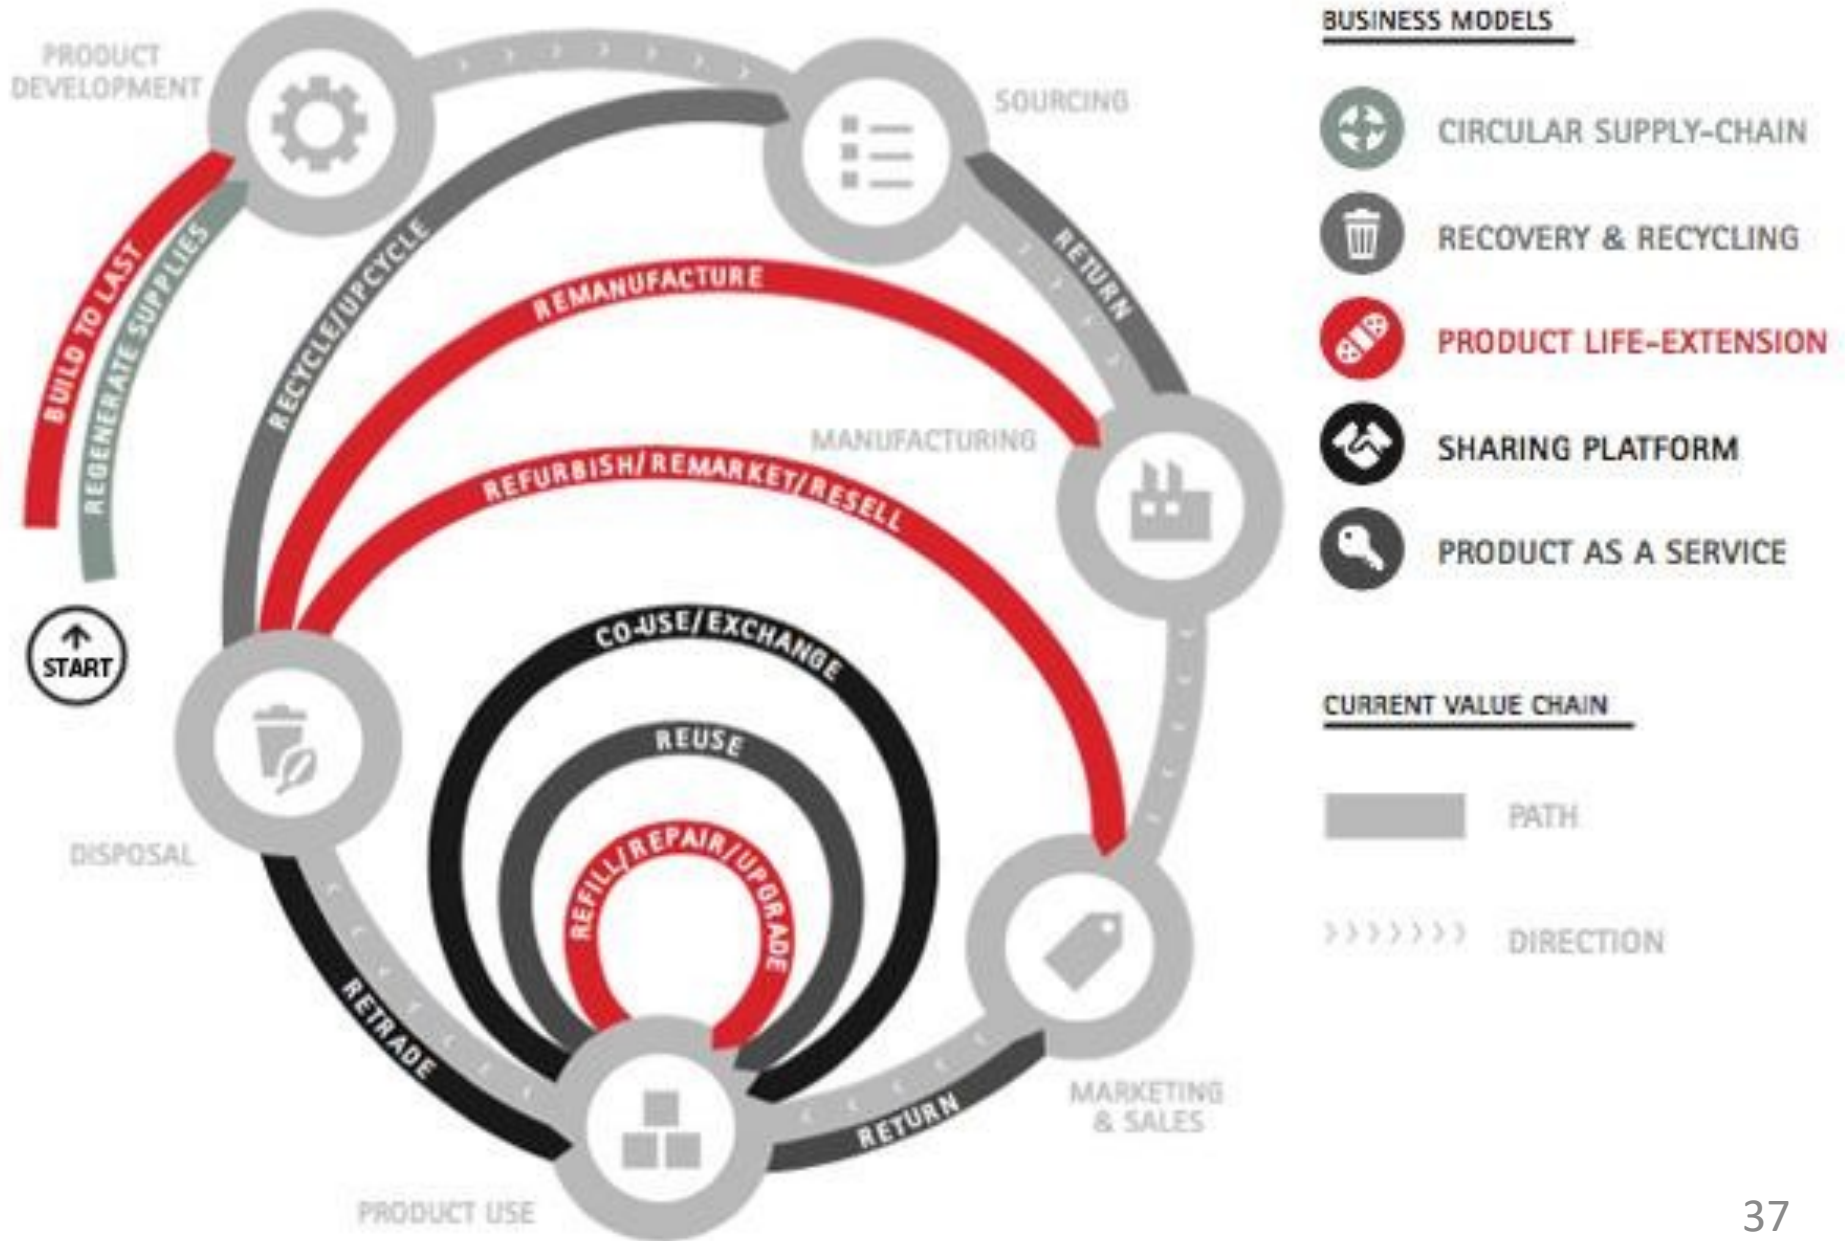 PRODUCT
DEVELOPMENT
SOURCING
BUILD TO LAST
REGENERATE SUPPLIES
RECYCLE/UPCYCLE
RETURN
REMANUFACTURE
MANUFACTURING
REFURBISH/REMARKET/RESELL
START
CO-USE/EXCHANGE
REUSE
REFILL/REPAIR/UPGRADE
DISPOSAL
RETRADE
RETURN
MARKETING
& SALES
PRODUCT USE
BUSINESS MODELS
CIRCULAR SUPPLY-CHAIN
RECOVERY & RECYCLING
PRODUCT LIFE-EXTENSION
SHARING PLATFORM
PRODUCT AS A SERVICE
CURRENT VALUE CHAIN
PATH
DIRECTION
37